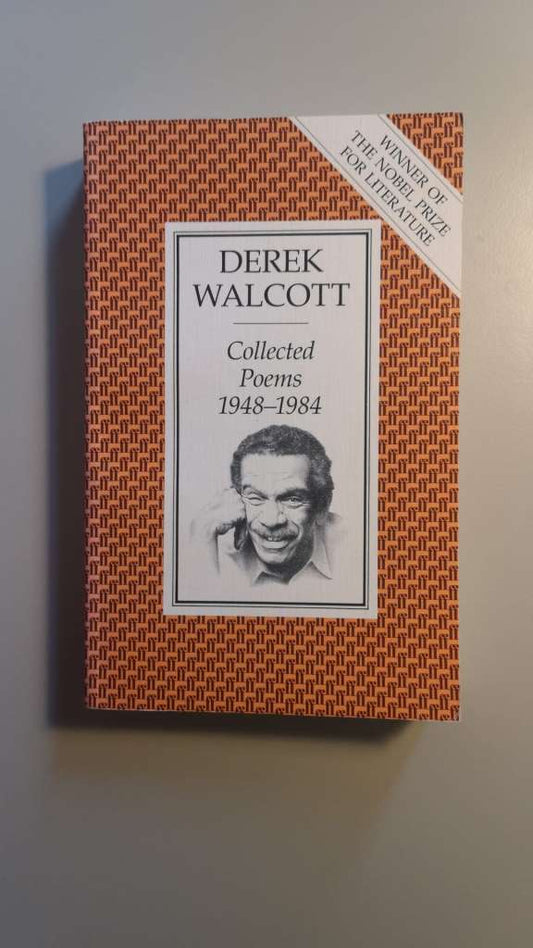 WINNER OF
THE NOBEL PRIZE
FOR LITERATURE
DEREK
WALCOTT
Collected
Poems
1948–1984